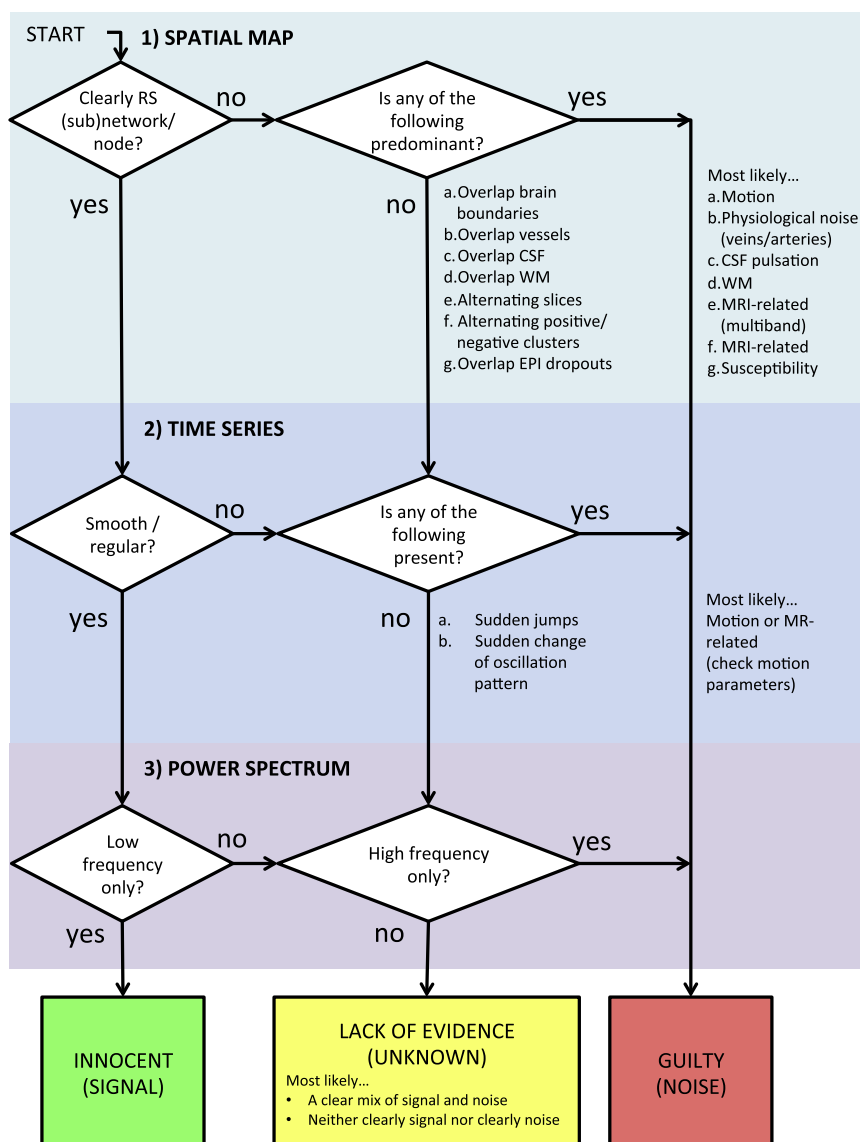 START
1) SPATIAL MAP
Clearly RS
(sub)network/
node?
no
Is any of the
following
predominant?
yes
yes
no
a.Overlap brain
boundaries
b.Overlap vessels
c.Overlap CSF
d.Overlap WM
e.Alternating slices
f. Alternating positive/
negative clusters
g.Overlap EPI dropouts
Most likely...
a.Motion
b.Physiological noise
(veins/arteries)
c.CSF pulsation
d.WM
e.MRI-related
(multiband)
f. MRI-related
g.Susceptibility
2) TIME SERIES
Smooth /
regular?
no
Is any of the
following
present?
yes
yes
no
a. Sudden jumps
b. Sudden change
of oscillation
pattern
Most likely...
Motion or MR-
related
(check motion
parameters)
3) POWER SPECTRUM
Low
frequency
only?
no
High frequency
only?
yes
yes
no
INNOCENT
(SIGNAL)
LACK OF EVIDENCE
(UNKNOWN)
Most likely...
• A clear mix of signal and noise
• Neither clearly signal nor clearly noise
GUILTY
(NOISE)